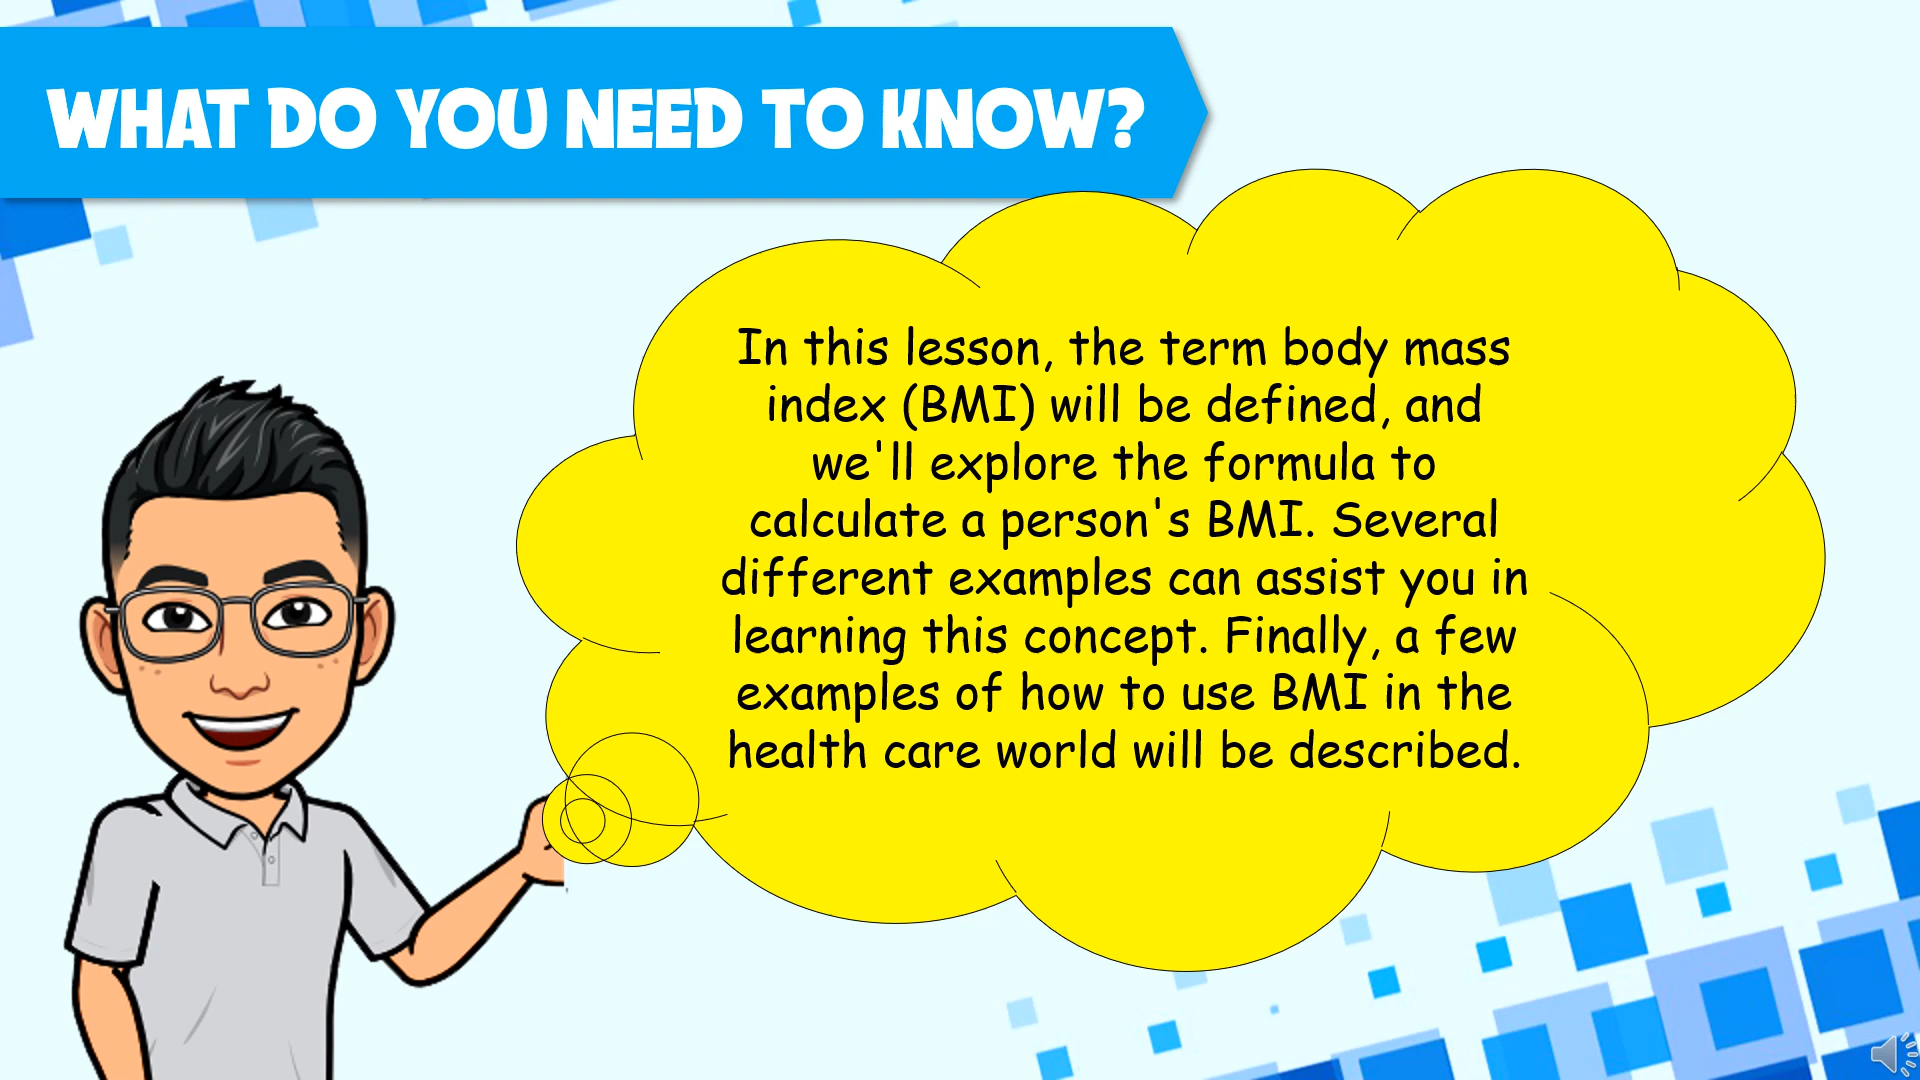 WHAT DO YOU NEED TO KNOW?
In this lesson, the term body mass
index (BMI) will be defined, and
we'll explore the formula to
calculate a person's BMI. Several
different examples can assist you in
learning this concept. Finally, a few
examples of how to use BMI in the
health care world will be described.